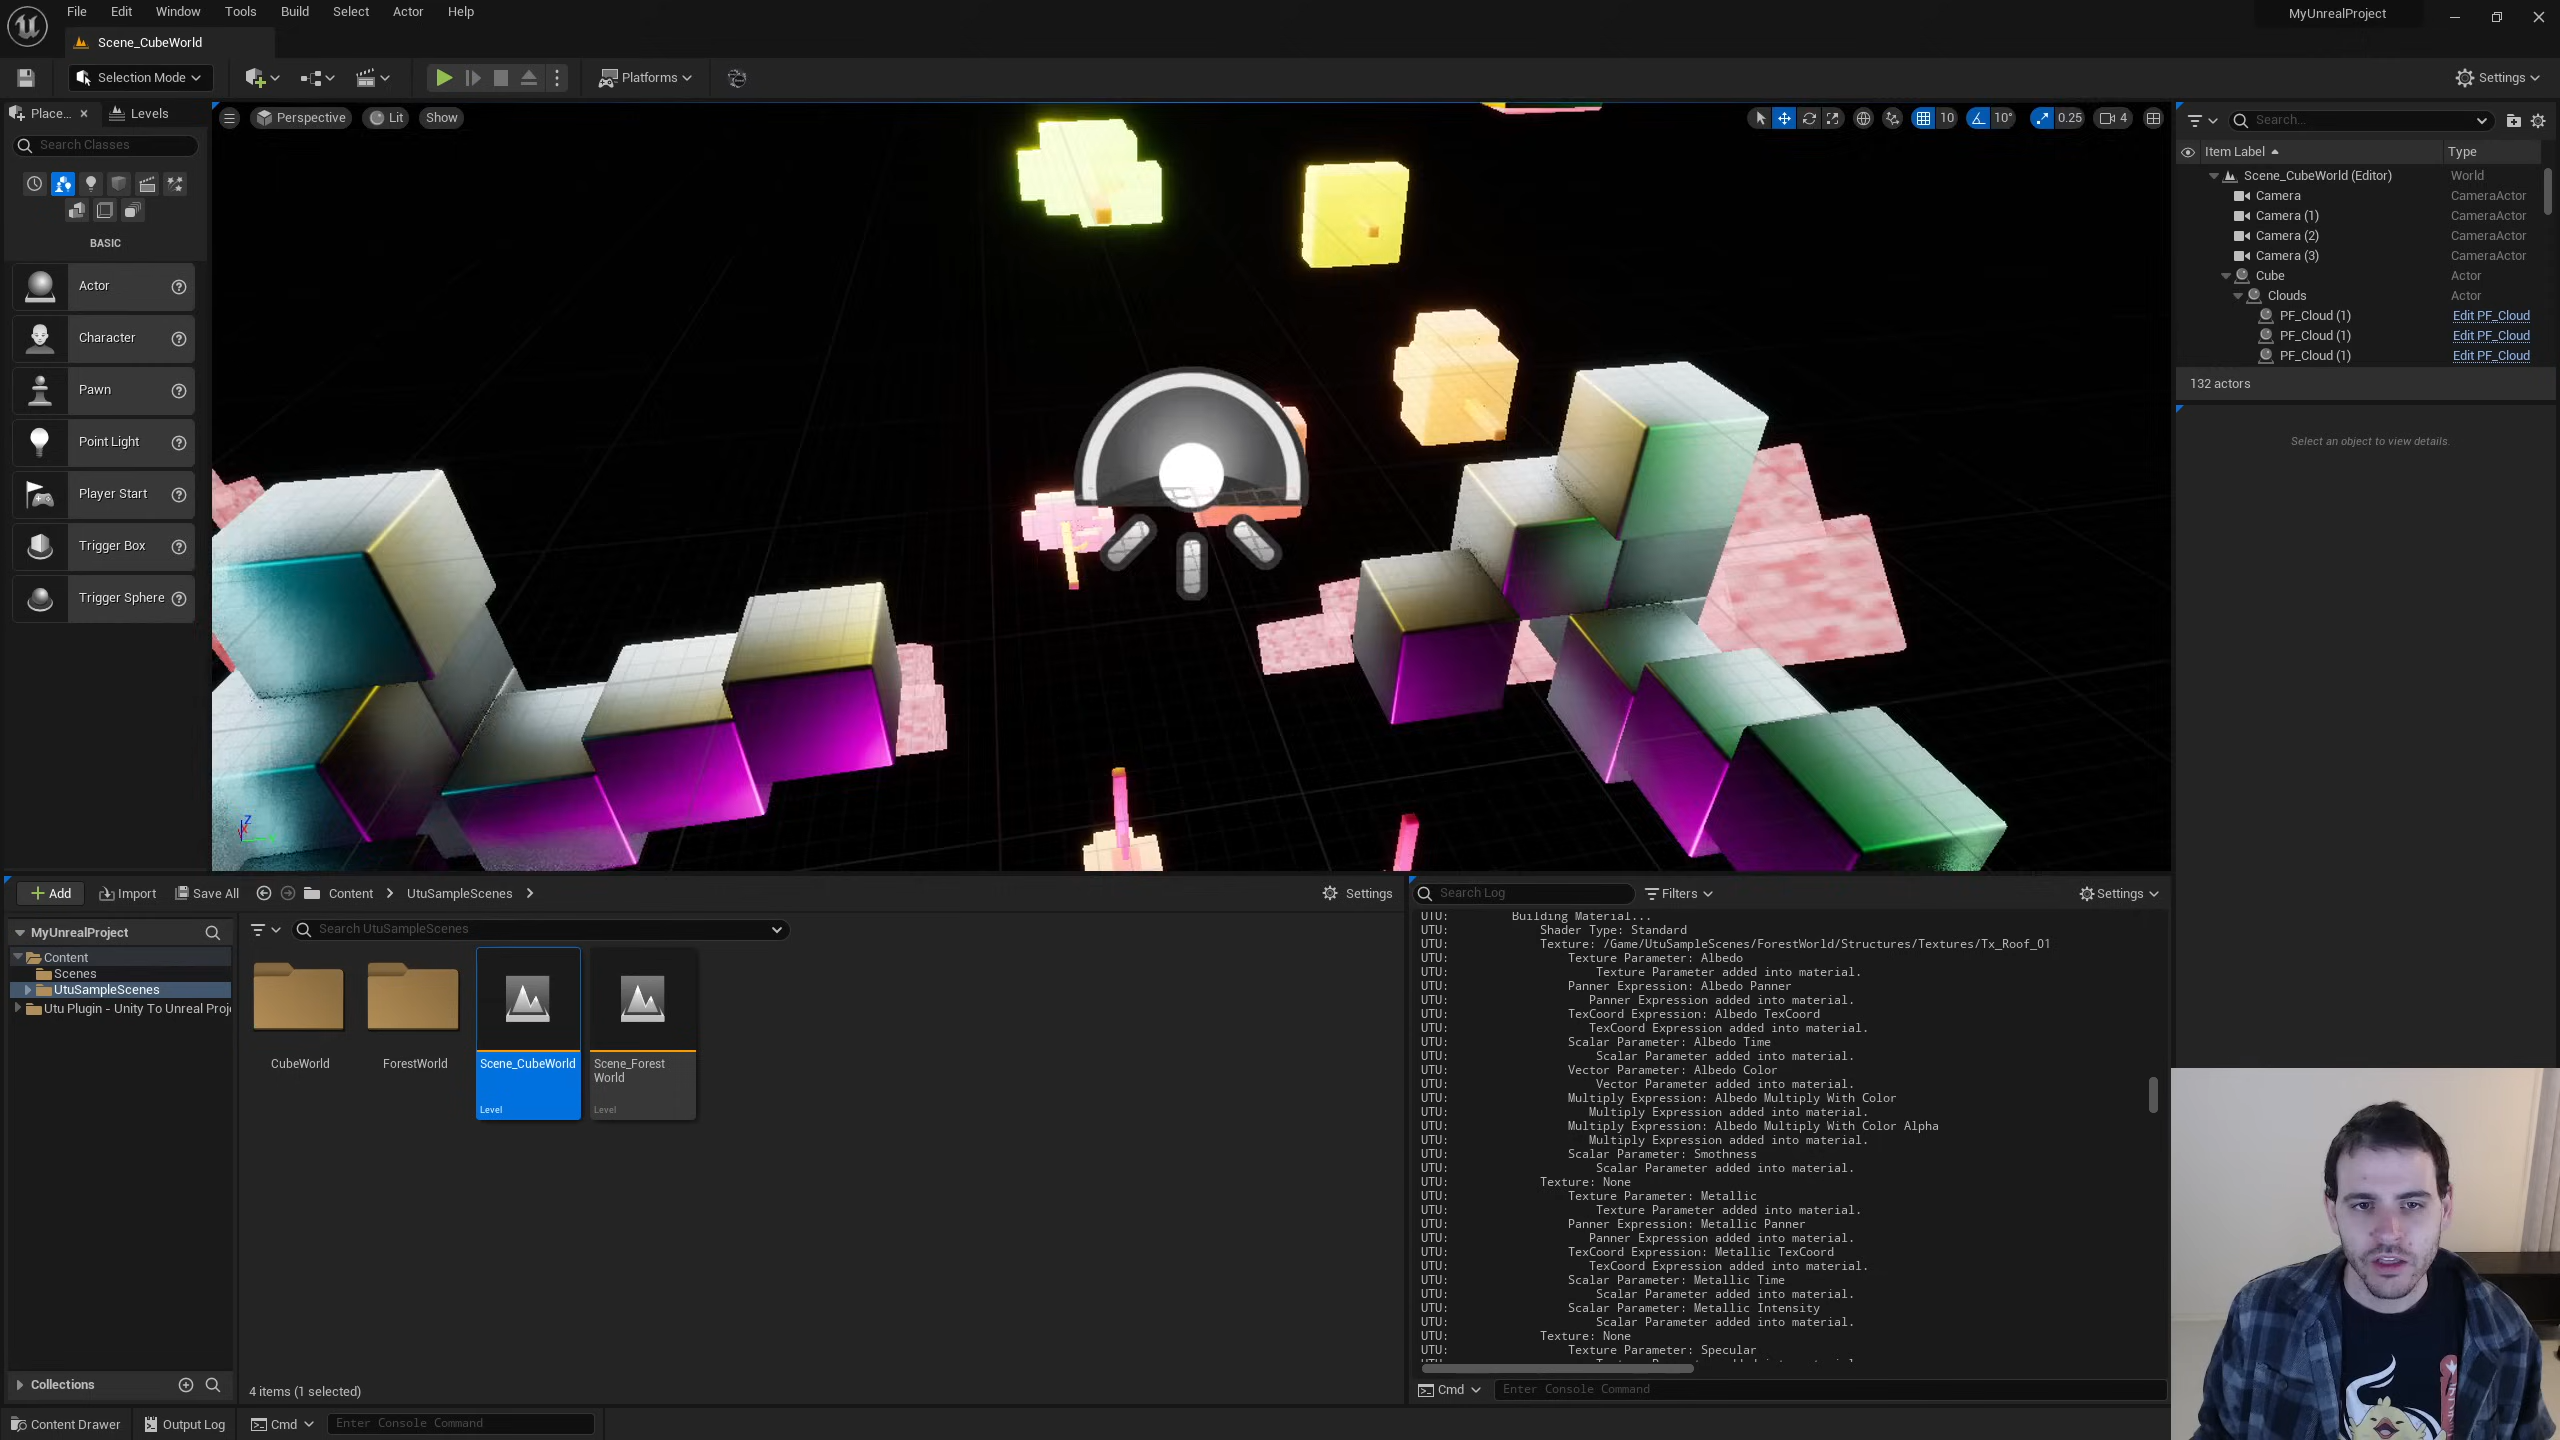 File Edit Window Tools Build Select Actor Help
MyUnrealProject
Scene_CubeWorld
Selection Mode
Platforms
Settings
Place...
Levels
Search Classes
BASIC
Actor
Character
Pawn
Point Light
Player Start
Trigger Box
Trigger Sphere
Perspective
Lit
Show
10
10°
0.25
4
Search...
Item Label Type
Scene_CubeWorld (Editor) World
Camera CameraActor
Camera (1) CameraActor
Camera (2) CameraActor
Camera (3) CameraActor
Cube Actor
Clouds Actor
PF_Cloud (1) Edit PF_Cloud
PF_Cloud (1) Edit PF_Cloud
PF_Cloud (1) Edit PF_Cloud
132 actors
Select an object to view details.
Z
Add
Import
Save All
Content
UtuSampleScenes
Settings
MyUnrealProject
Content
Scenes
UtuSampleScenes
Utu Plugin - Unity To Unreal Proj
Search UtuSampleScenes
CubeWorld
ForestWorld
Scene_CubeWorld
Level
Scene_Forest
World
Level
Collections
4 items (1 selected)
Search Log
Filters
Settings
UTU: Building Material...
UTU: Shader Type: Standard
UTU: Texture: /Game/UtuSampleScenes/ForestWorld/Structures/Textures/Tx_Roof_01
UTU: Texture Parameter: Albedo
UTU: Texture Parameter added into material.
UTU: Panner Expression: Albedo Panner
UTU: Panner Expression added into material.
UTU: TexCoord Expression: Albedo TexCoord
UTU: TexCoord Expression added into material.
UTU: Scalar Parameter: Albedo Time
UTU: Scalar Parameter added into material.
UTU: Vector Parameter: Albedo Color
UTU: Vector Parameter added into material.
UTU: Multiply Expression: Albedo Multiply With Color
UTU: Multiply Expression added into material.
UTU: Multiply Expression: Albedo Multiply With Color Alpha
UTU: Multiply Expression added into material.
UTU: Scalar Parameter: Smothness
UTU: Scalar Parameter added into material.
UTU: Texture: None
UTU: Texture Parameter: Metallic
UTU: Texture Parameter added into material.
UTU: Panner Expression: Metallic Panner
UTU: Panner Expression added into material.
UTU: TexCoord Expression: Metallic TexCoord
UTU: TexCoord Expression added into material.
UTU: Scalar Parameter: Metallic Time
UTU: Scalar Parameter added into material.
UTU: Scalar Parameter: Metallic Intensity
UTU: Scalar Parameter added into material.
UTU: Texture: None
UTU: Texture Parameter: Specular
Cmd
Enter Console Command
Content Drawer
Output Log
Cmd
Enter Console Command